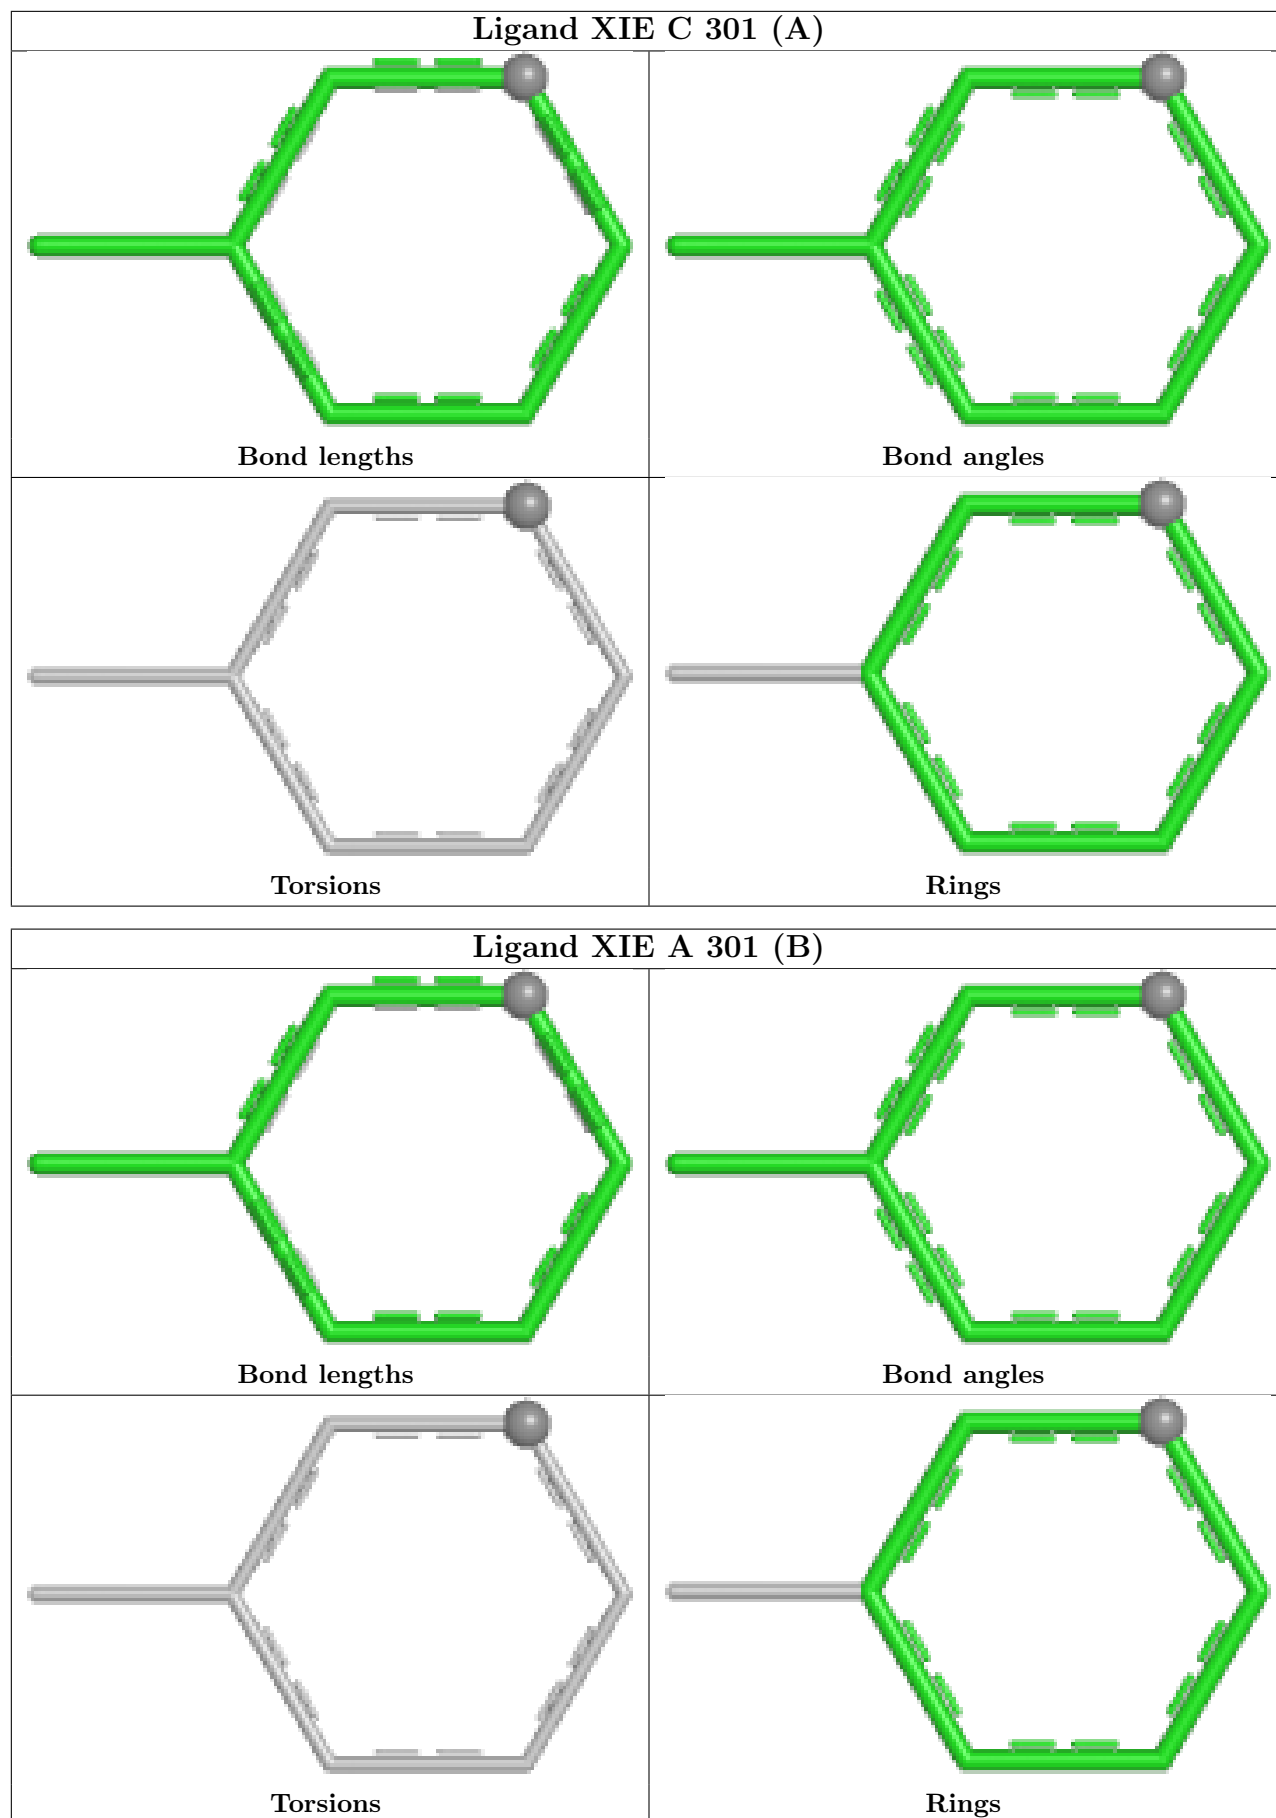 Ligand XIE C 301 (A)
Bond lengths
Bond angles
Torsions
Rings
Ligand XIE A 301 (B)
Bond lengths
Bond angles
Torsions
Rings